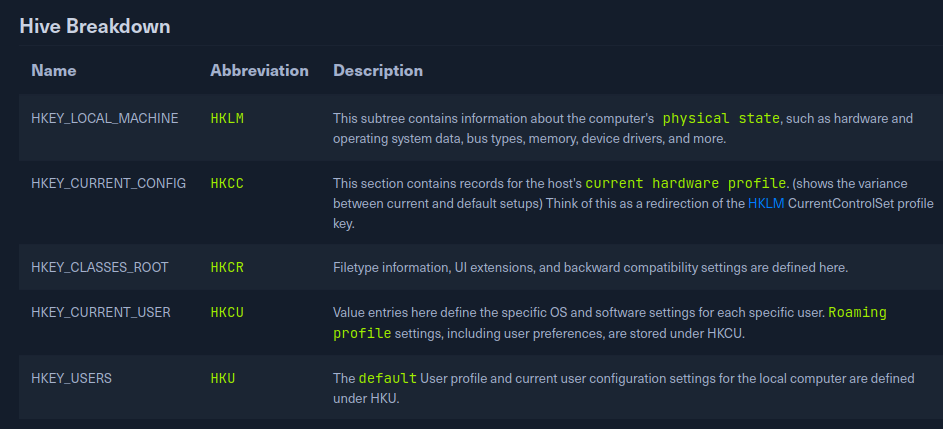 Hive Breakdown
Name Abbreviation Description
HKEY_LOCAL_MACHINE HKLM This subtree contains information about the computer's physical state, such as hardware and
operating system data, bus types, memory, device drivers, and more.
HKEY_CURRENT_CONFIG HKCC This section contains records for the host's current hardware profile. (shows the variance
between current and default setups) Think of this as a redirection of the HKLM CurrentControlSet profile
key.
HKEY_CLASSES_ROOT HKCR Filetype information, UI extensions, and backward compatibility settings are defined here.
HKEY_CURRENT_USER HKCU Value entries here define the specific OS and software settings for each specific user. Roaming
profile settings, including user preferences, are stored under HKCU.
HKEY_USERS HKU The default User profile and current user configuration settings for the local computer are defined
under HKU.